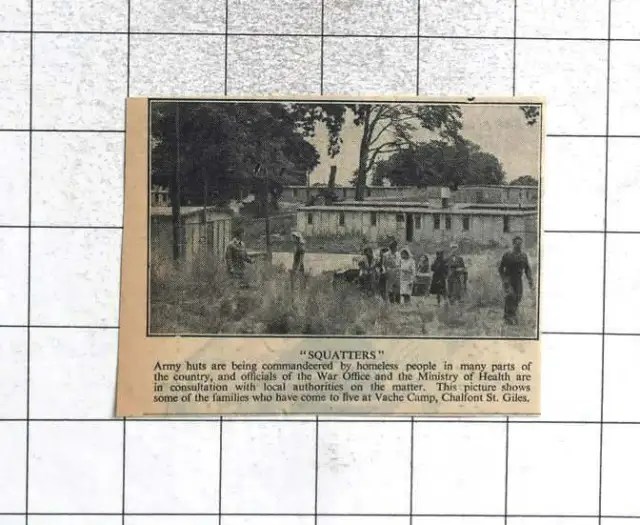 "SQUATTERS"
Army huts are being commandeered by homeless people in many parts of
the country, and officials of the War Office and the Ministry of Health are
in consultation with local authorities on the matter. This picture shows
some of the families who have come to live at Vache Camp, Chalfont St. Giles.